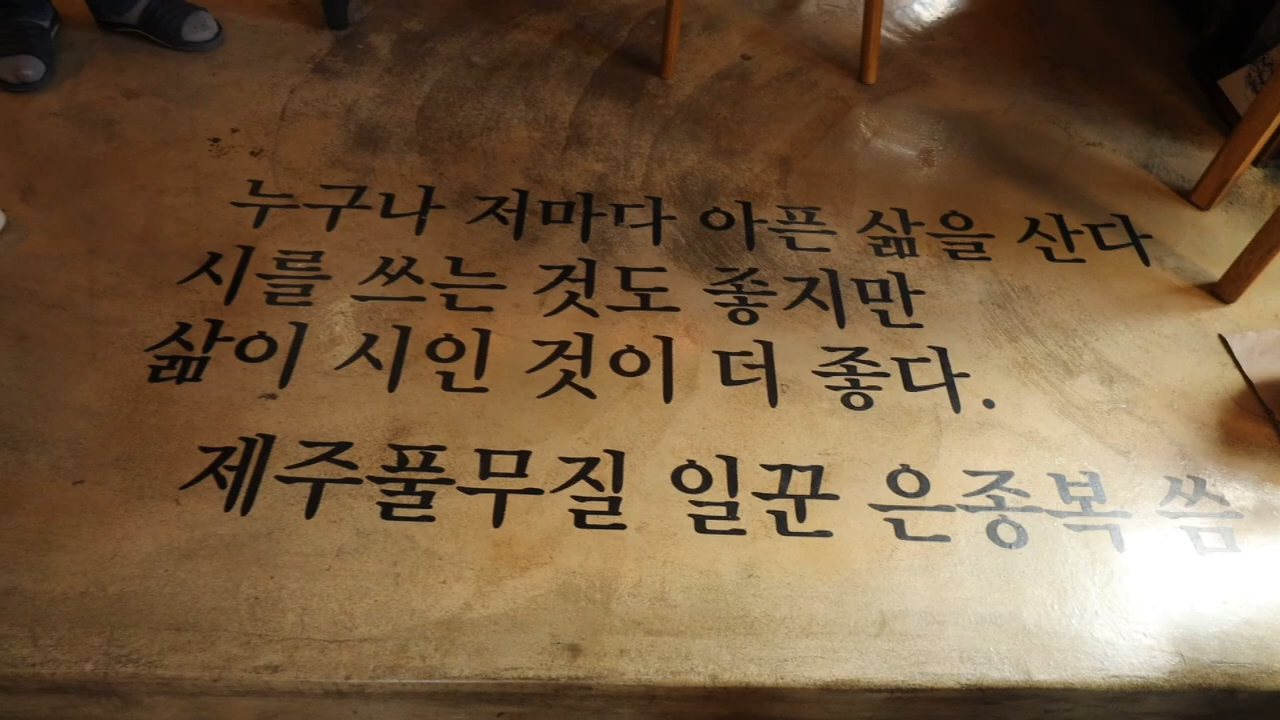 누구나 저마다 아픈 삶을 산다
시를 쓰는 것도 좋지만
삶이 시인 것이 더 좋다.
제주풀무질 일꾼 은종복 씀